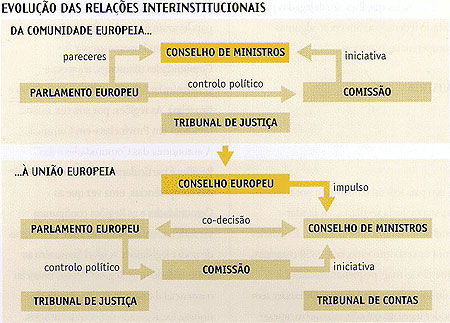 EVOLUÇÃO DAS RELAÇÕES INTERINSTITUCIONAIS
DA COMUNIDADE EUROPEIA...
pareceres
CONSELHO DE MINISTROS
iniciativa
PARLAMENTO EUROPEU
controlo político
COMISSÃO
TRIBUNAL DE JUSTIÇA
...À UNIÃO EUROPEIA
CONSELHO EUROPEU
impulso
PARLAMENTO EUROPEU
co-decisão
CONSELHO DE MINISTROS
controlo político
COMISSÃO
iniciativa
TRIBUNAL DE JUSTIÇA
TRIBUNAL DE CONTAS